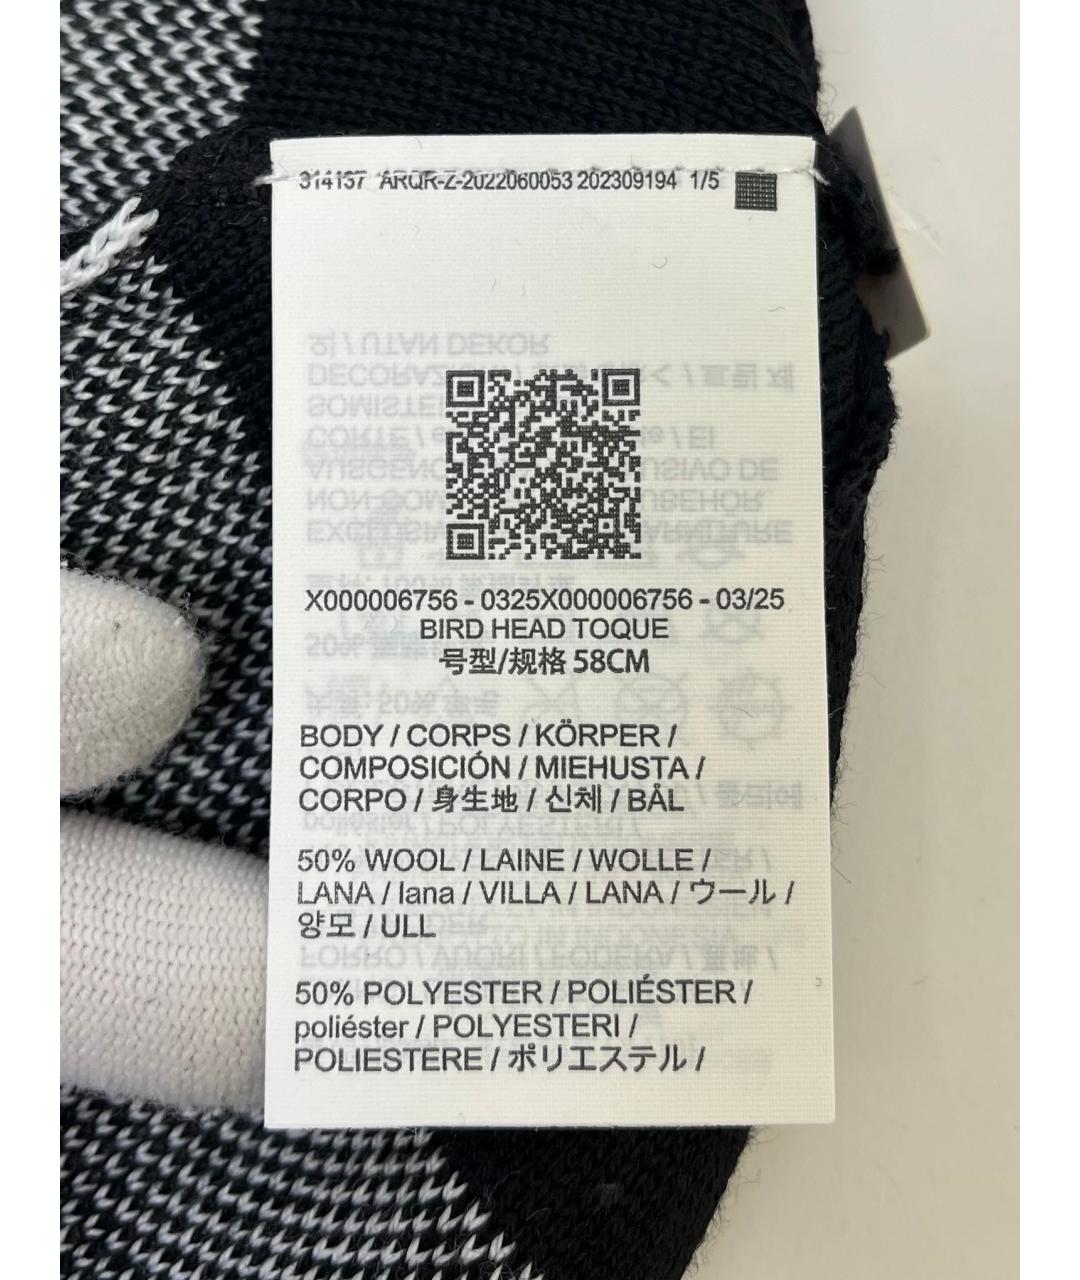 314137 ARQR-Z-2022060053 202309194 1/5
X000006756 - 0325X000006756 - 03/25
BIRD HEAD TOQUE
号型/规格 58CM
BODY / CORPS / KÖRPER /
COMPOSICIÓN / MIEHUSTA /
CORPO / 身生地 / 신체 / BÅL
50% WOOL / LAINE / WOLLE /
LANA / lana / VILLA / LANA / ウール /
양모 / ULL
50% POLYESTER / POLIÉSTER /
poliéster / POLYESTERI /
POLIESTERE / ポリエステル /